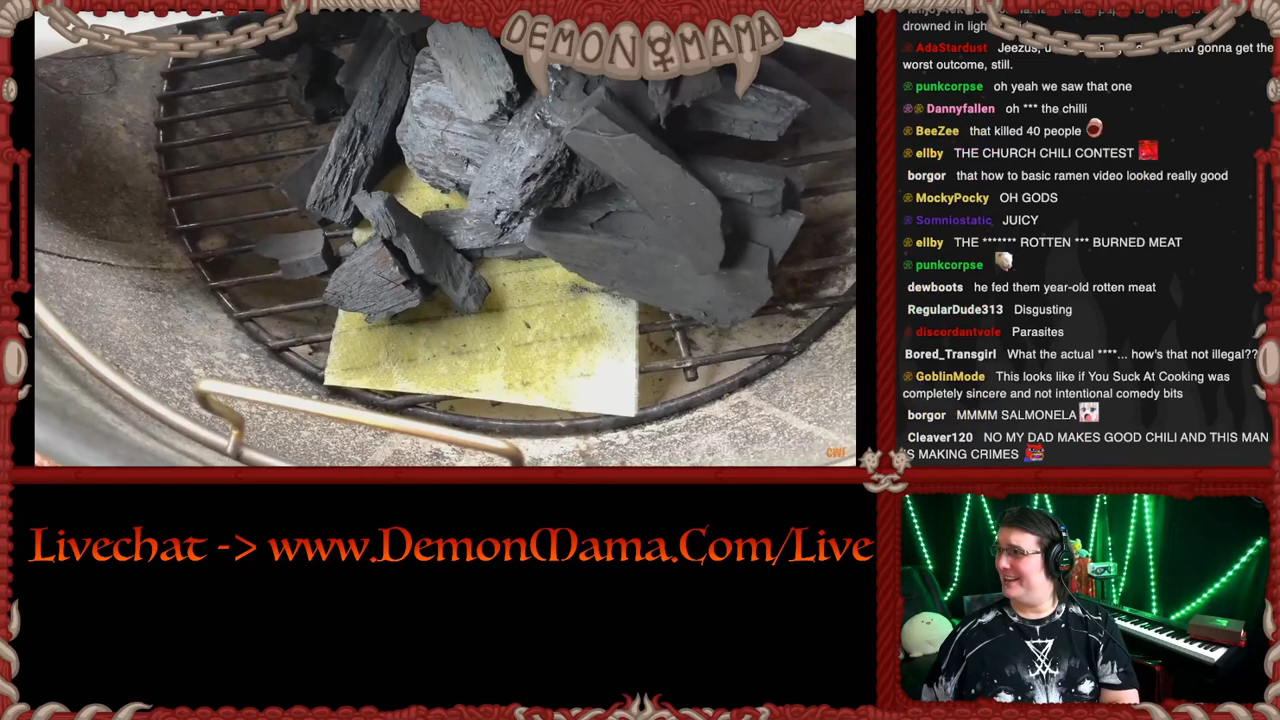 DEMON MAMA
drowned in
AdaStardust Jeezus, gonna get the
worst outcome, still.
punkcorpse oh yeah we saw that one
Dannyfallen oh *** the chilli
BeeZee that killed 40 people
ellby THE CHURCH CHILI CONTEST
borgor that how to basic ramen video looked really good
MockyPocky OH GODS
Somniostatic JUICY
ellby THE ******* ROTTEN *** BURNED MEAT
punkcorpse
dewboots he fed them year-old rotten meat
RegularDude313 Disgusting
discordantvole Parasites
Bored_Transgirl What the actual ****... how's that not illegal??
GoblinMode This looks like if You Suck At Cooking was
completely sincere and not intentional comedy bits
borgor MMMM SALMONELA
Cleaver120 NO MY DAD MAKES GOOD CHILI AND THIS MAN
IS MAKING CRIMES
CWF
Livechat -> www.DemonMama.Com/Live